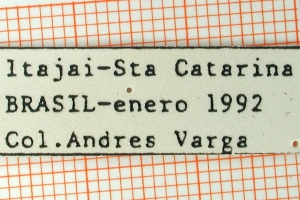 Itajai-Sta Catarina
BRASIL-enero 1992
Col.Andres Varga